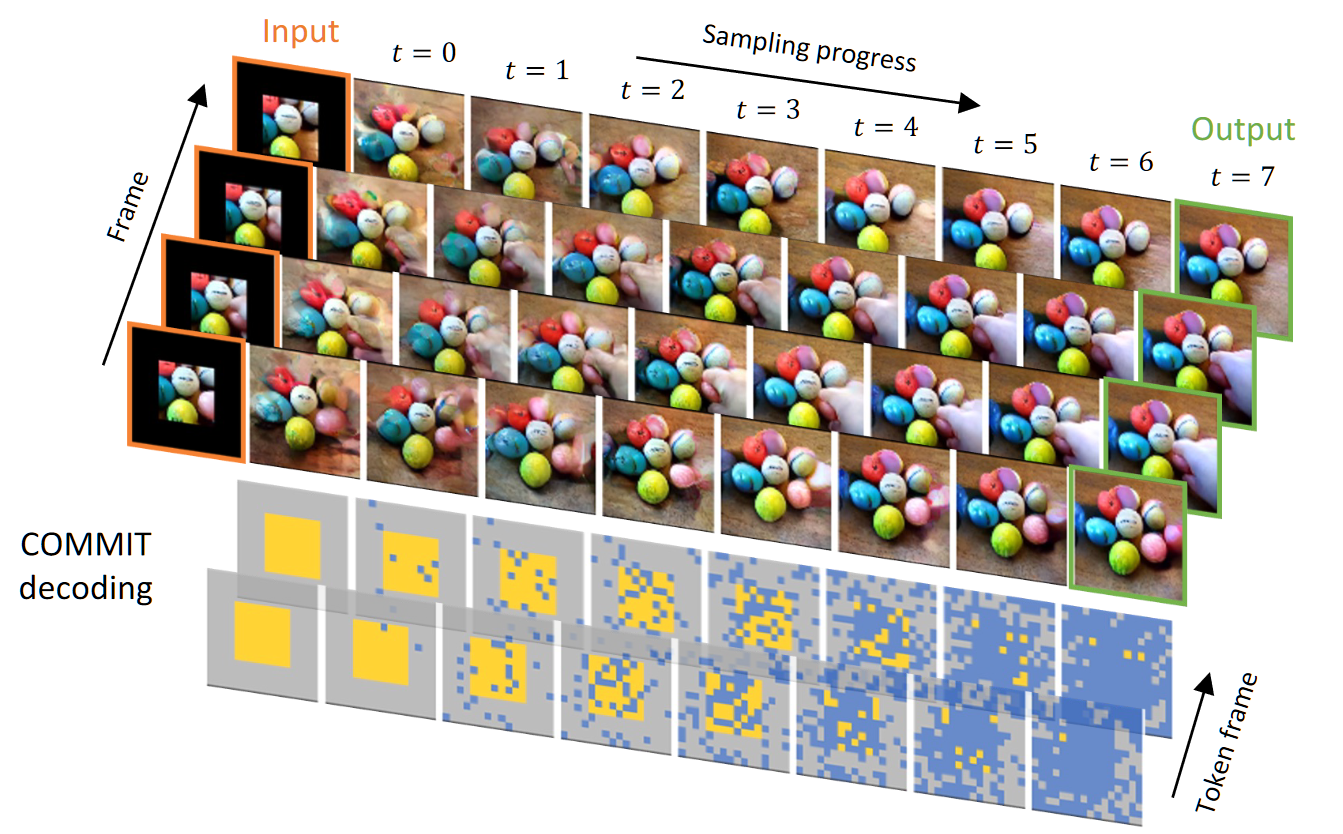 Input
Sampling progress
t = 0
t = 1
t = 2
t = 3
t = 4
t = 5
t = 6
Output
t = 7
Frame
COMMIT
decoding
Token frame